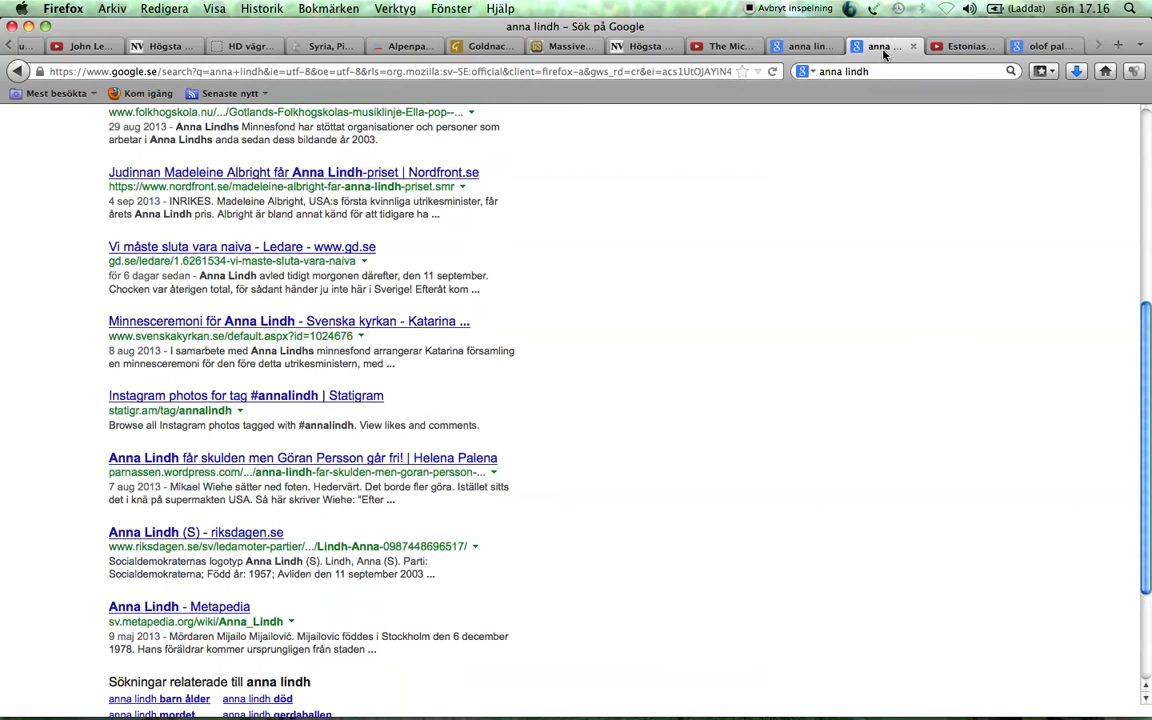 Firefox Arkiv Redigera Visa Historik Bokmärken Verktyg Fönster Hjälp Avbryt inspelning (Laddat) sön 17.16
anna lindh – Sök på Google
u... John Le... Högsta ... HD vägr... Syria, Pi... Alpenpa... Goldnac... Massive... Högsta ... The Mic... anna lin... anna ... Estonias... olof pal...
https://www.google.se/search?q=anna+lindh&ie=utf-8&oe=utf-8&rls=org.mozilla:sv-SE:official&client=firefox-a&gws_rd=cr&ei=acs1UtQJAYiN4 anna lindh
Mest besökta Kom igång Senaste nytt
www.folkhogskola.nu/.../Gotlands-Folkhogskolas-musiklinje-Ella-pop--...
29 aug 2013 - Anna Lindhs Minnesfond har stöttat organisationer och personer som
arbetar i Anna Lindhs anda sedan dess bildande år 2003.
Judinnan Madeleine Albright får Anna Lindh-priset | Nordfront.se
https://www.nordfront.se/madeleine-albright-far-anna-lindh-priset.smr
4 sep 2013 - INRIKES. Madeleine Albright, USA:s första kvinnliga utrikesminister, får
årets Anna Lindh pris. Albright är bland annat känd för att tidigare ha ...
Vi måste sluta vara naiva - Ledare - www.gd.se
gd.se/ledare/1.6261534-vi-maste-sluta-vara-naiva
för 6 dagar sedan - Anna Lindh avled tidigt morgonen därefter, den 11 september.
Chocken var återigen total, för sådant händer ju inte här i Sverige! Efteråt kom ...
Minnesceremoni för Anna Lindh - Svenska kyrkan - Katarina ...
www.svenskakyrkan.se/default.aspx?id=1024676
8 aug 2013 - I samarbete med Anna Lindhs minnesfond arrangerar Katarina församling
en minnesceremoni för den före detta utrikesministern, med ...
Instagram photos for tag #annalindh | Statigram
statigr.am/tag/annalindh
Browse all Instagram photos tagged with #annalindh. View likes and comments.
Anna Lindh får skulden men Göran Persson går fri! | Helena Palena
parnassen.wordpress.com/.../anna-lindh-far-skulden-men-goran-persson-...
7 aug 2013 - Mikael Wiehe sätter ned foten. Hedervärt. Det borde fler göra. Istället sitts
det i knä på supermakten USA. Så här skriver Wiehe: "Efter ...
Anna Lindh (S) - riksdagen.se
www.riksdagen.se/sv/ledamoter-partier/.../Lindh-Anna-0987448696517/
Socialdemokraternas logotyp Anna Lindh (S). Lindh, Anna (S). Parti:
Socialdemokraterna; Född år: 1957; Avliden den 11 september 2003 ...
Anna Lindh - Metapedia
sv.metapedia.org/wiki/Anna_Lindh
9 maj 2013 - Mördaren Mijailo Mijailović. Mijailovic föddes i Stockholm den 6 december
1978. Hans föräldrar kommer ursprungligen från staden ...
Sökningar relaterade till anna lindh
anna lindh barn ålder anna lindh död
anna lindh mordet anna lindh gerdahallen